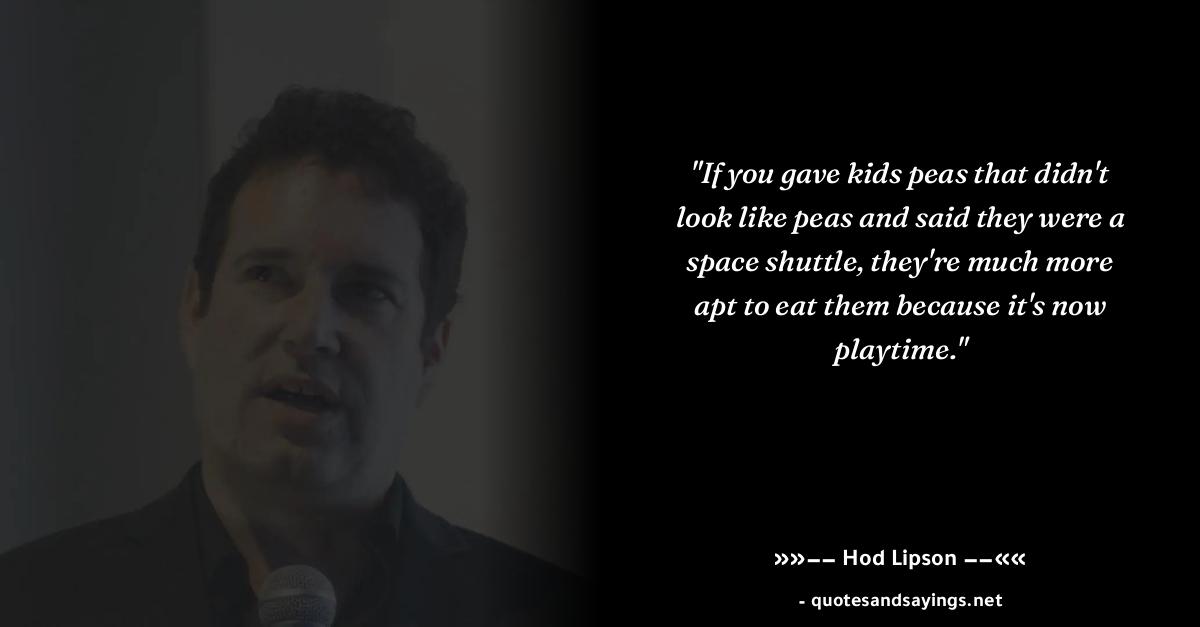 "If you gave kids peas that didn't
look like peas and said they were a
space shuttle, they're much more
apt to eat them because it's now
playtime."
»»−− Hod Lipson −−««
- quotesandsayings.net